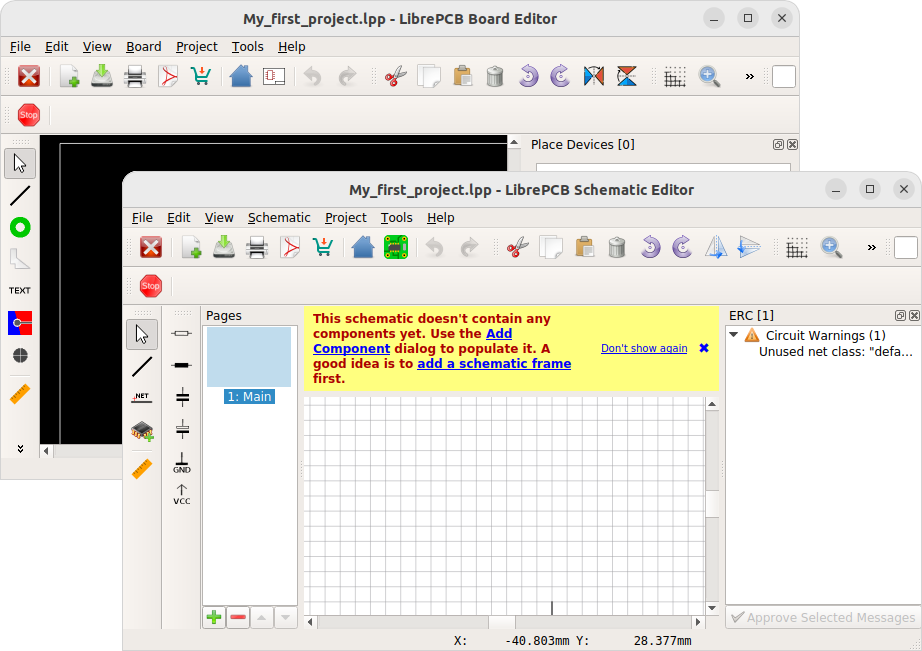 My_first_project.lpp - LibrePCB Board Editor
File Edit View Board Project Tools Help
»
Stop
Place Devices [0]
TEXT
My_first_project.lpp - LibrePCB Schematic Editor
File Edit View Schematic Project Tools Help
»
Stop
Pages
1: Main
.NET
GND
VCC
This schematic doesn't contain any
components yet. Use the Add
Component dialog to populate it. A
good idea is to add a schematic frame
first.
Don't show again
ERC [1]
Circuit Warnings (1)
Unused net class: "defa...
Approve Selected Messages
X: -40.803mm Y: 28.377mm